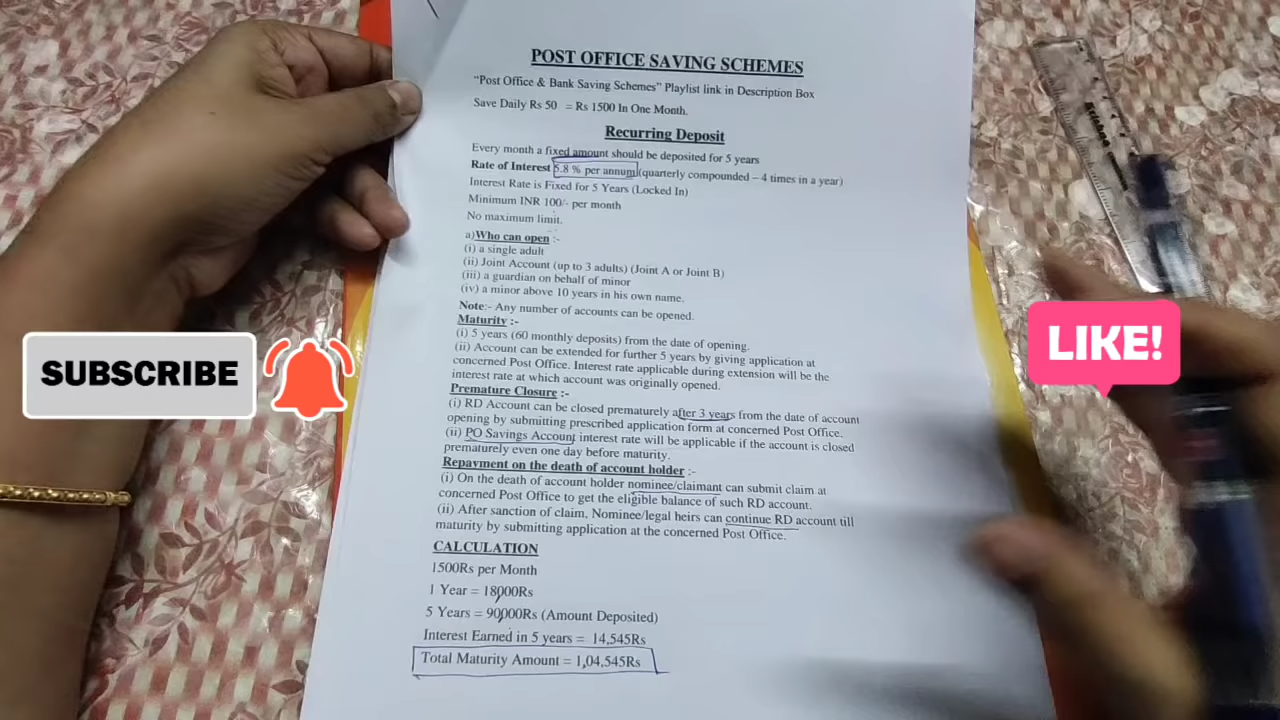 POST OFFICE SAVING SCHEMES
"Post Office & Bank Saving Schemes" Playlist link in Description Box
Save Daily Rs 50 = Rs 1500 In One Month.
Recurring Deposit
Every month a fixed amount should be deposited for 5 years
Rate of Interest 5.8 % per annum (quarterly compounded – 4 times in a year)
Interest Rate is Fixed for 5 Years (Locked In)
Minimum INR 100/- per month
No maximum limit.
a)Who can open :-
(i) a single adult
(ii) Joint Account (up to 3 adults) (Joint A or Joint B)
(iii) a guardian on behalf of minor
(iv) a minor above 10 years in his own name.
Note:- Any number of accounts can be opened.
Maturity :-
(i) 5 years (60 monthly deposits) from the date of opening.
(ii) Account can be extended for further 5 years by giving application at
concerned Post Office. Interest rate applicable during extension will be the
interest rate at which account was originally opened.
Premature Closure :-
(i) RD Account can be closed prematurely after 3 years from the date of account
opening by submitting prescribed application form at concerned Post Office.
(ii) PO Savings Account interest rate will be applicable if the account is closed
prematurely even one day before maturity.
Repayment on the death of account holder :-
(i) On the death of account holder nominee/claimant can submit claim at
concerned Post Office to get the eligible balance of such RD account.
(ii) After sanction of claim, Nominee/legal heirs can continue RD account till
maturity by submitting application at the concerned Post Office.
CALCULATION
1500Rs per Month
1 Year = 18000Rs
5 Years = 90000Rs (Amount Deposited)
Interest Earned in 5 years = 14,545Rs
Total Maturity Amount = 1,04,545Rs
SUBSCRIBE
LIKE!